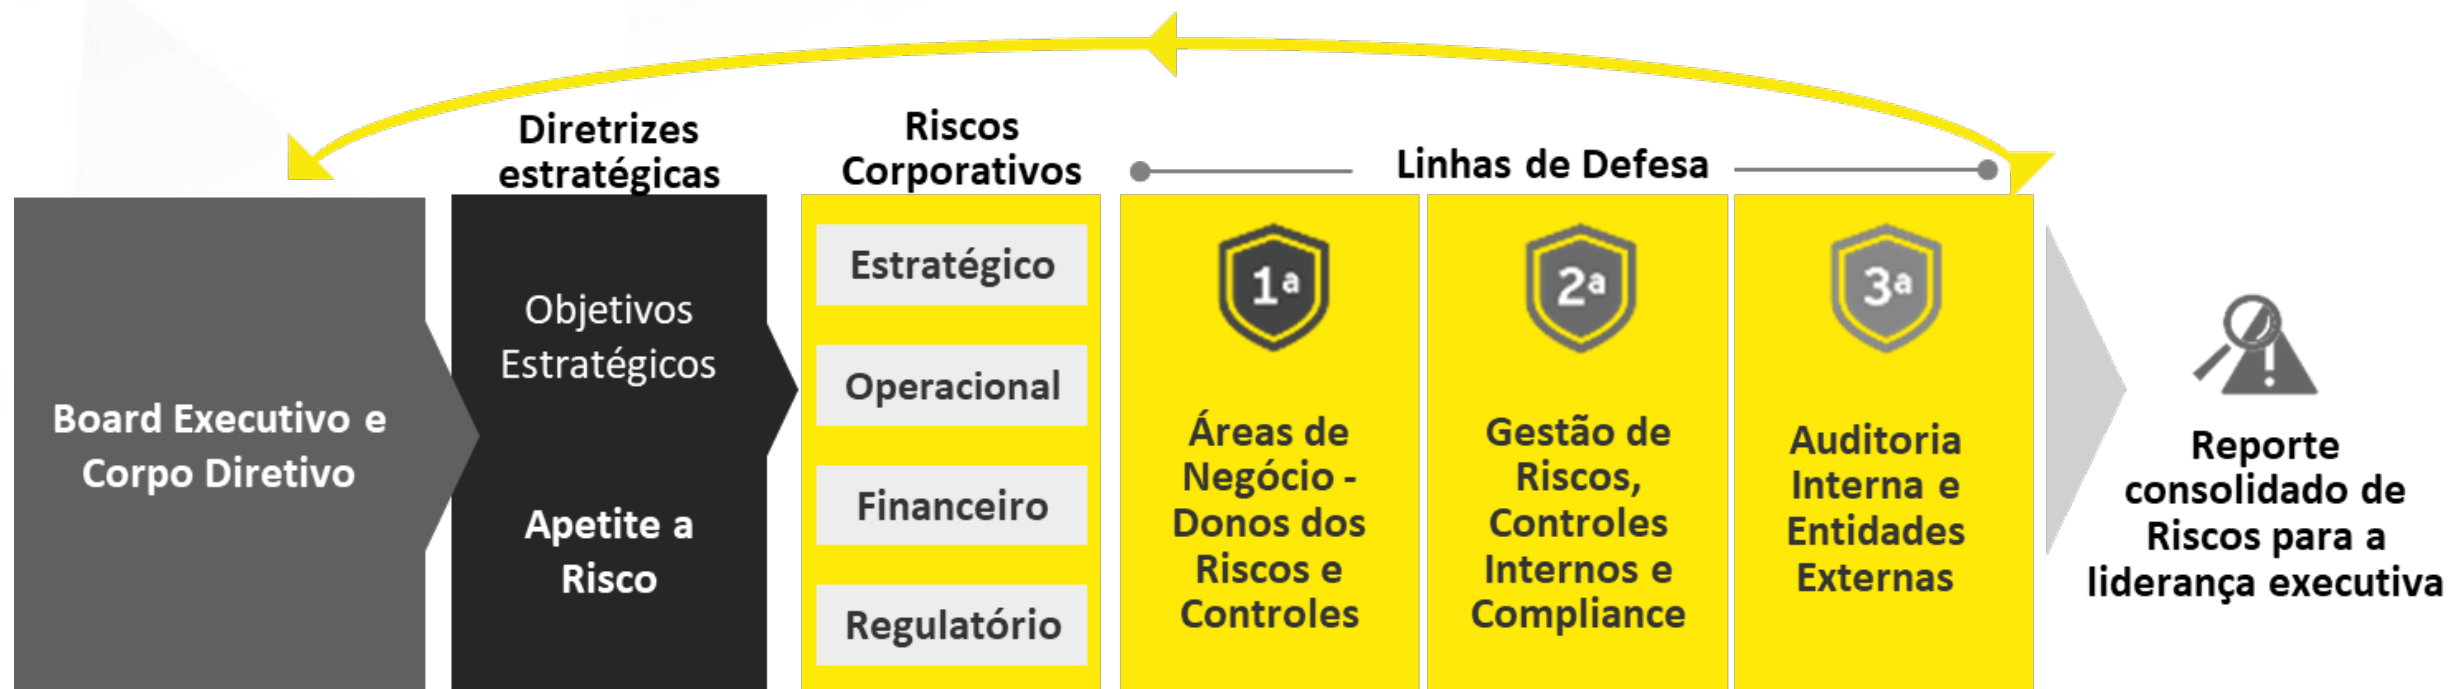 Board Executivo e
Corpo Diretivo
Diretrizes
estratégicas
Objetivos
Estratégicos
Apetite a
Risco
Riscos
Corporativos
Estratégico
Operacional
Financeiro
Regulatório
Linhas de Defesa
1ª
Áreas de
Negócio -
Donos dos
Riscos e
Controles
2ª
Gestão de
Riscos,
Controles
Internos e
Compliance
3ª
Auditoria
Interna e
Entidades
Externas
Reporte
consolidado de
Riscos para a
liderança executiva